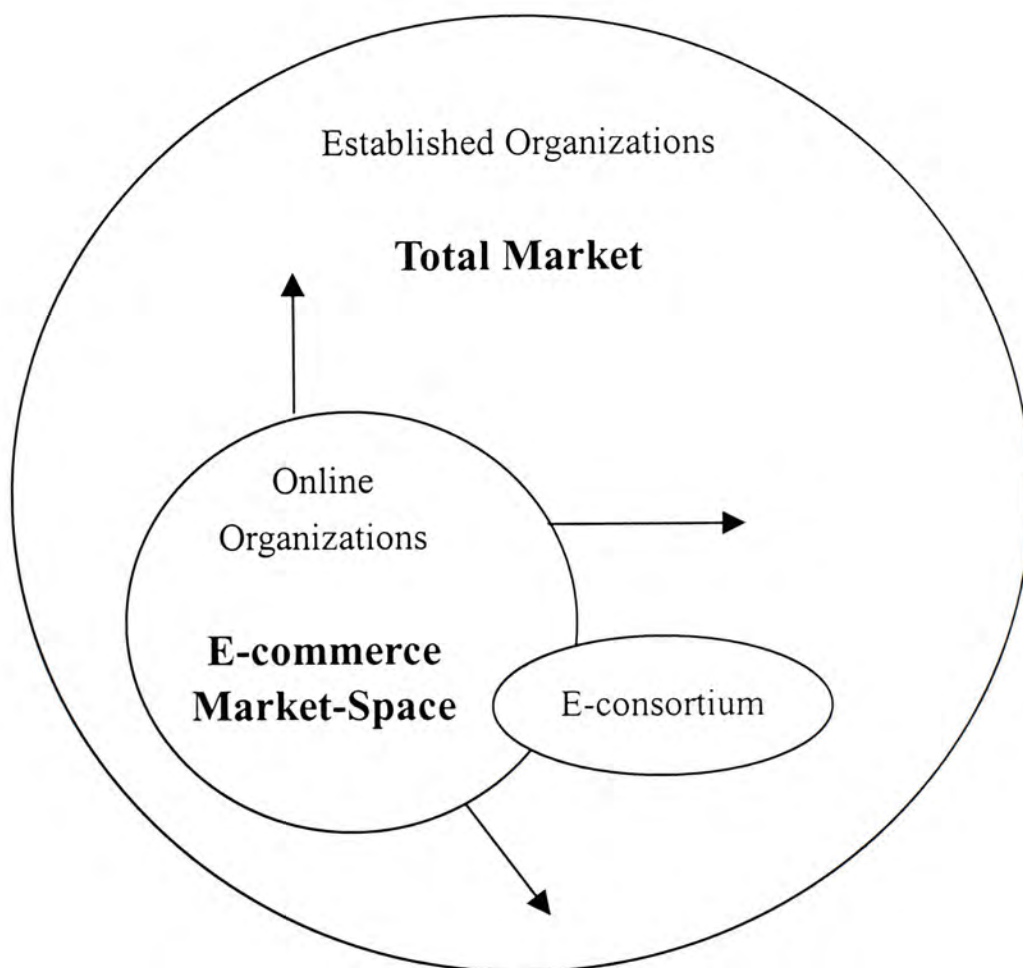 Established Organizations
Total Market
Online
Organizations
E-commerce
Market-Space
E-consortium